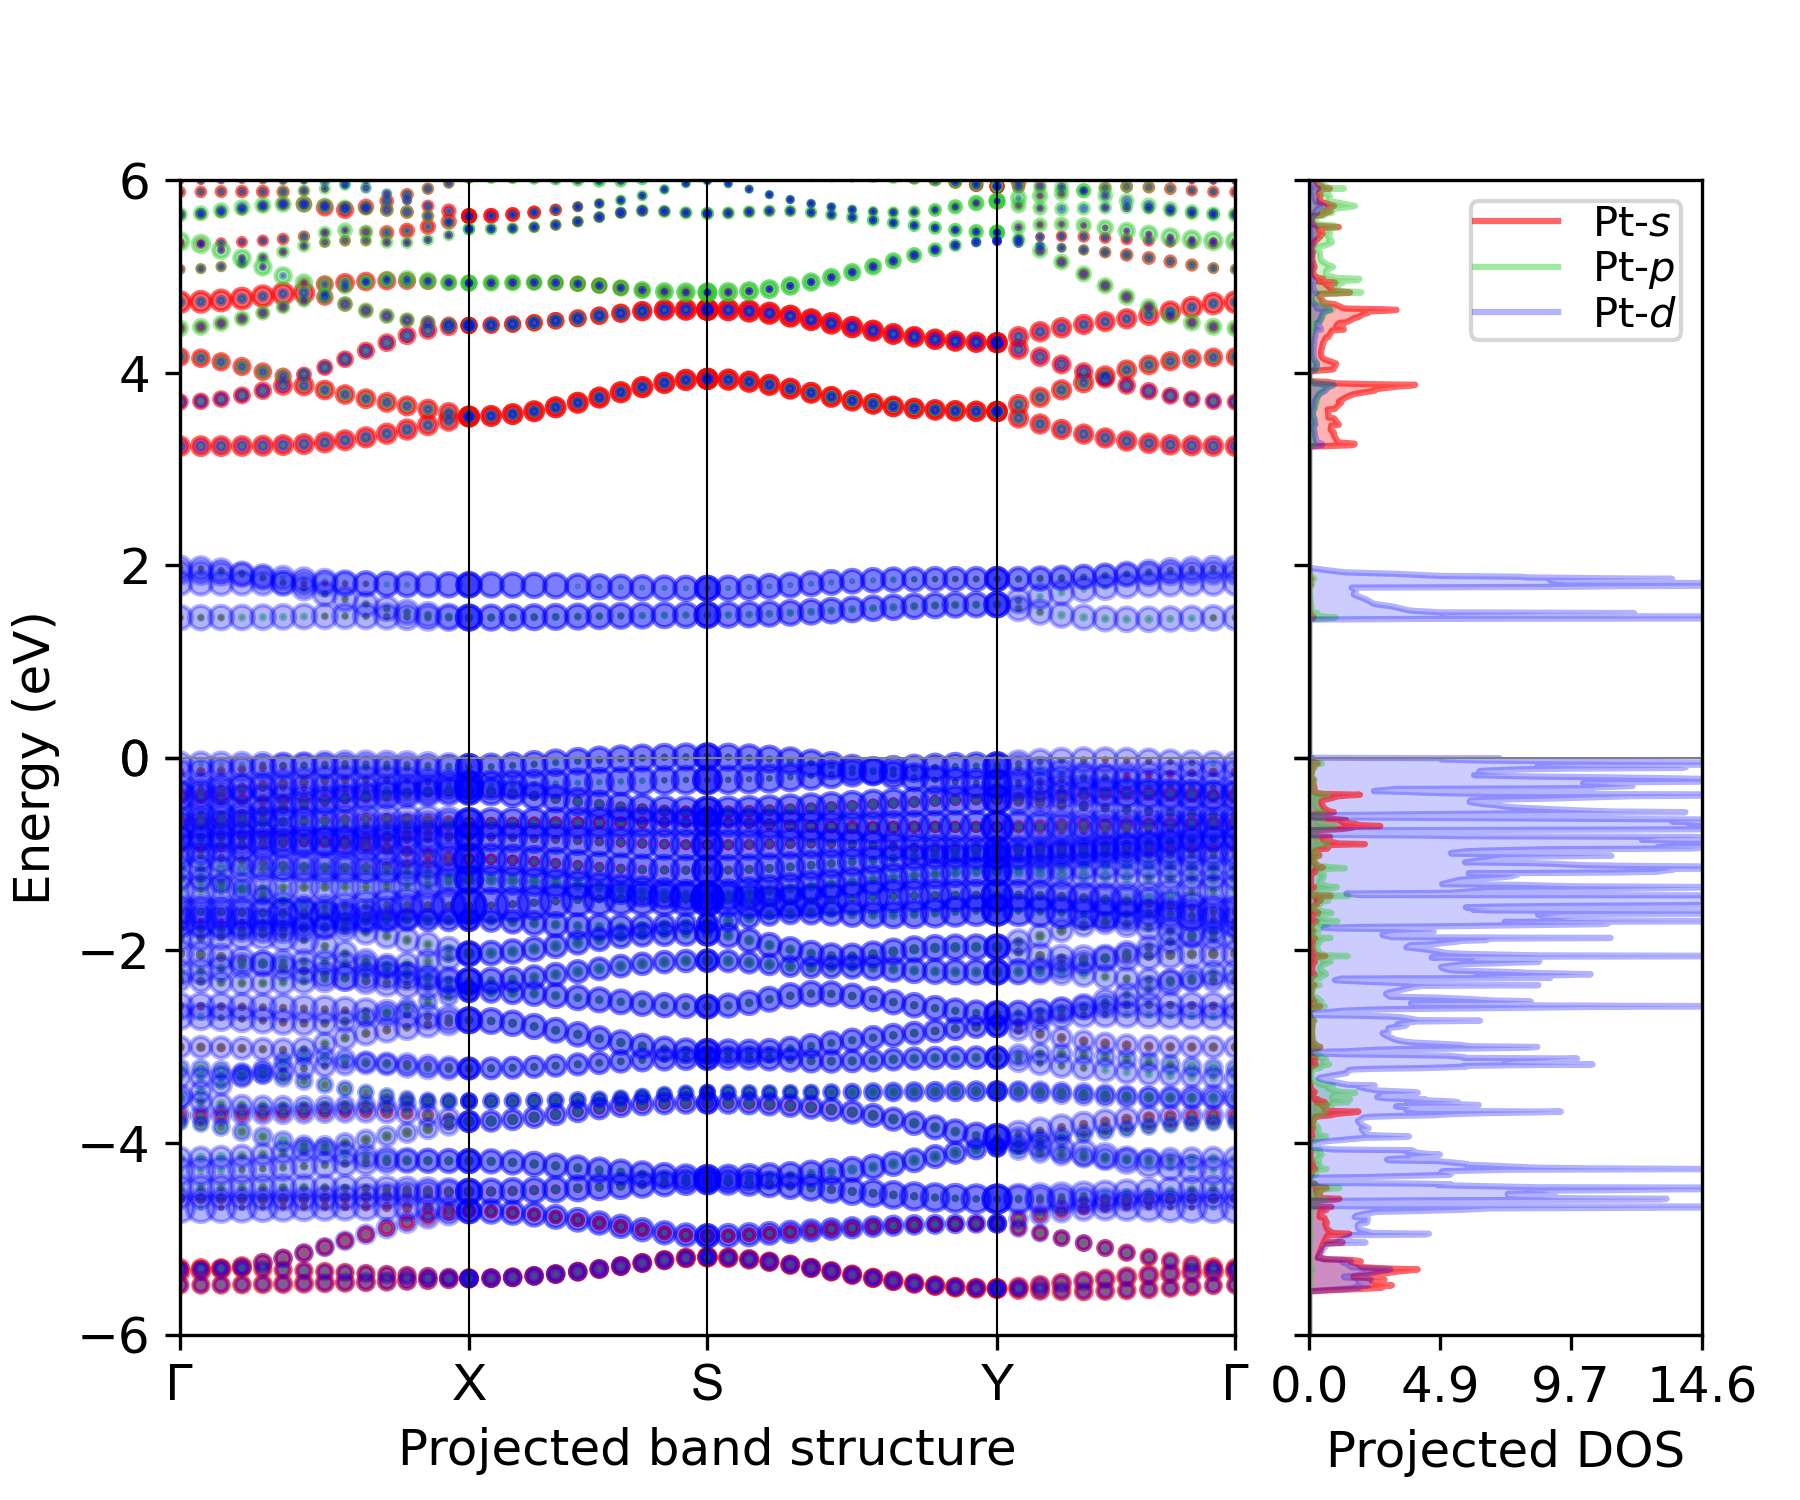 6
4
2
0
−2
−4
−6
Energy (eV)
Γ X S Y Γ
Projected band structure
Pt-s
Pt-p
Pt-d
0.0 4.9 9.7 14.6
Projected DOS